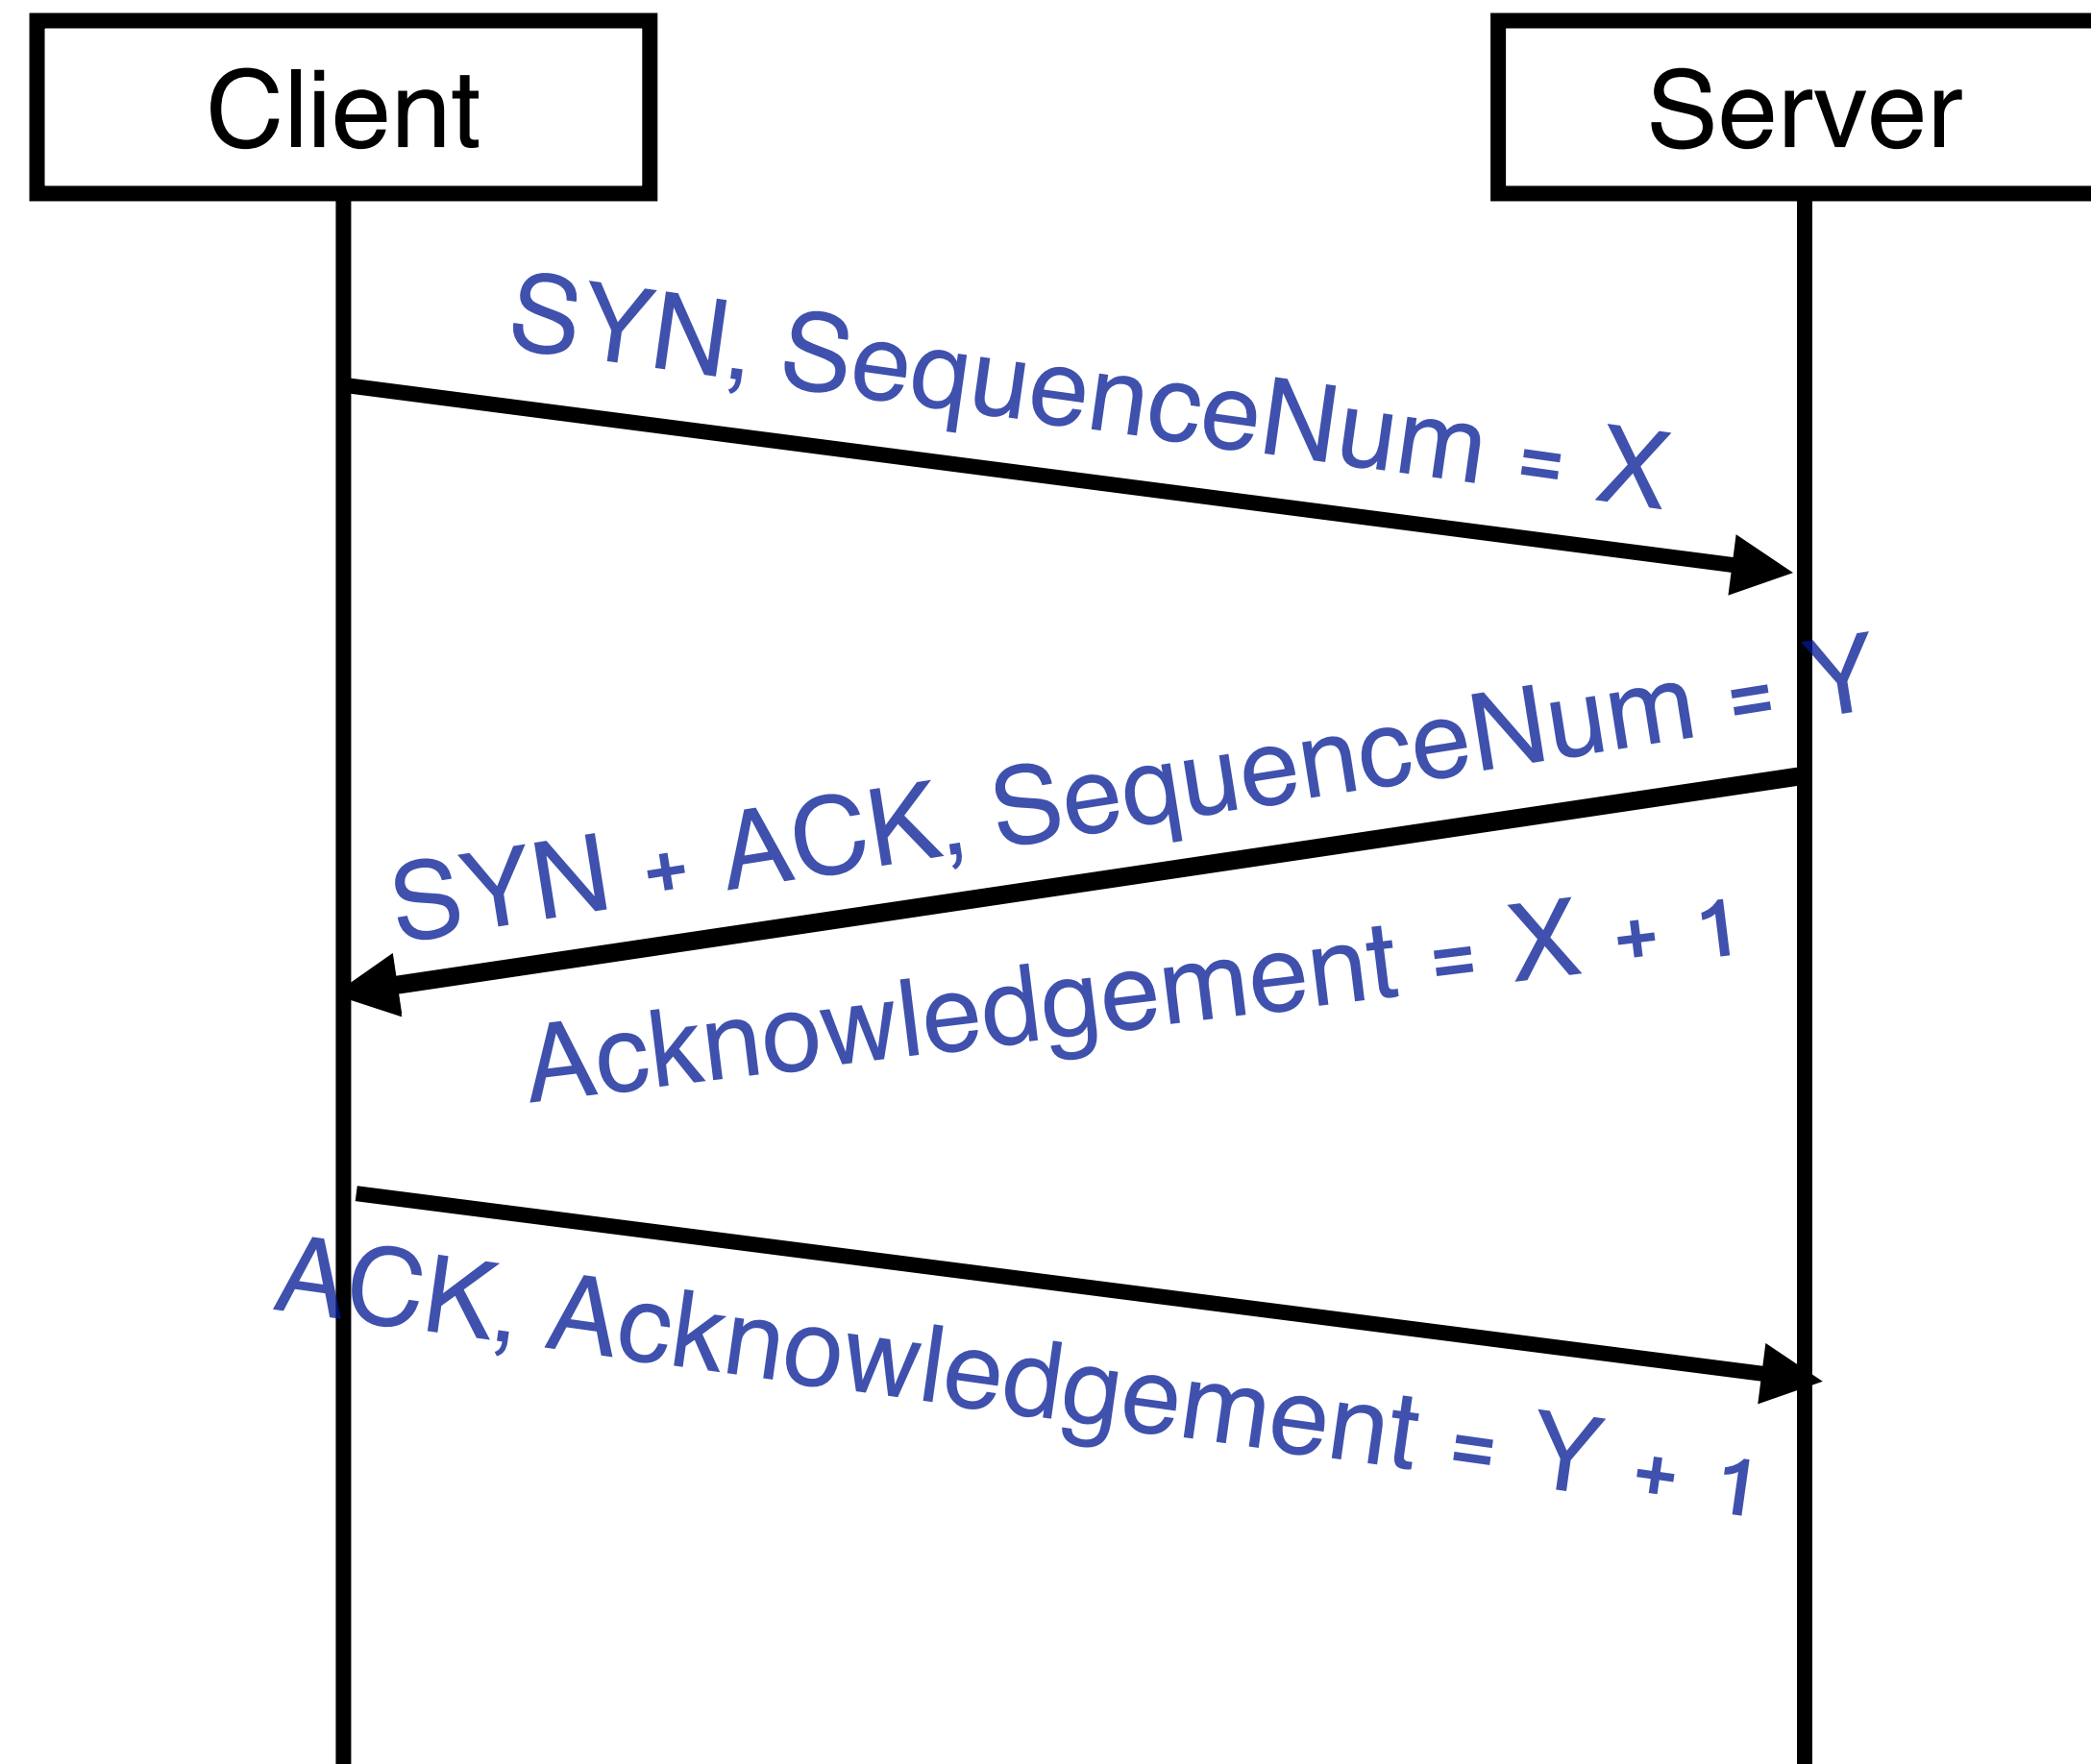 Client
Server
SYN, SequenceNum = X
SYN + ACK, SequenceNum = Y
Acknowledgement = X + 1
ACK, Acknowledgement = Y + 1